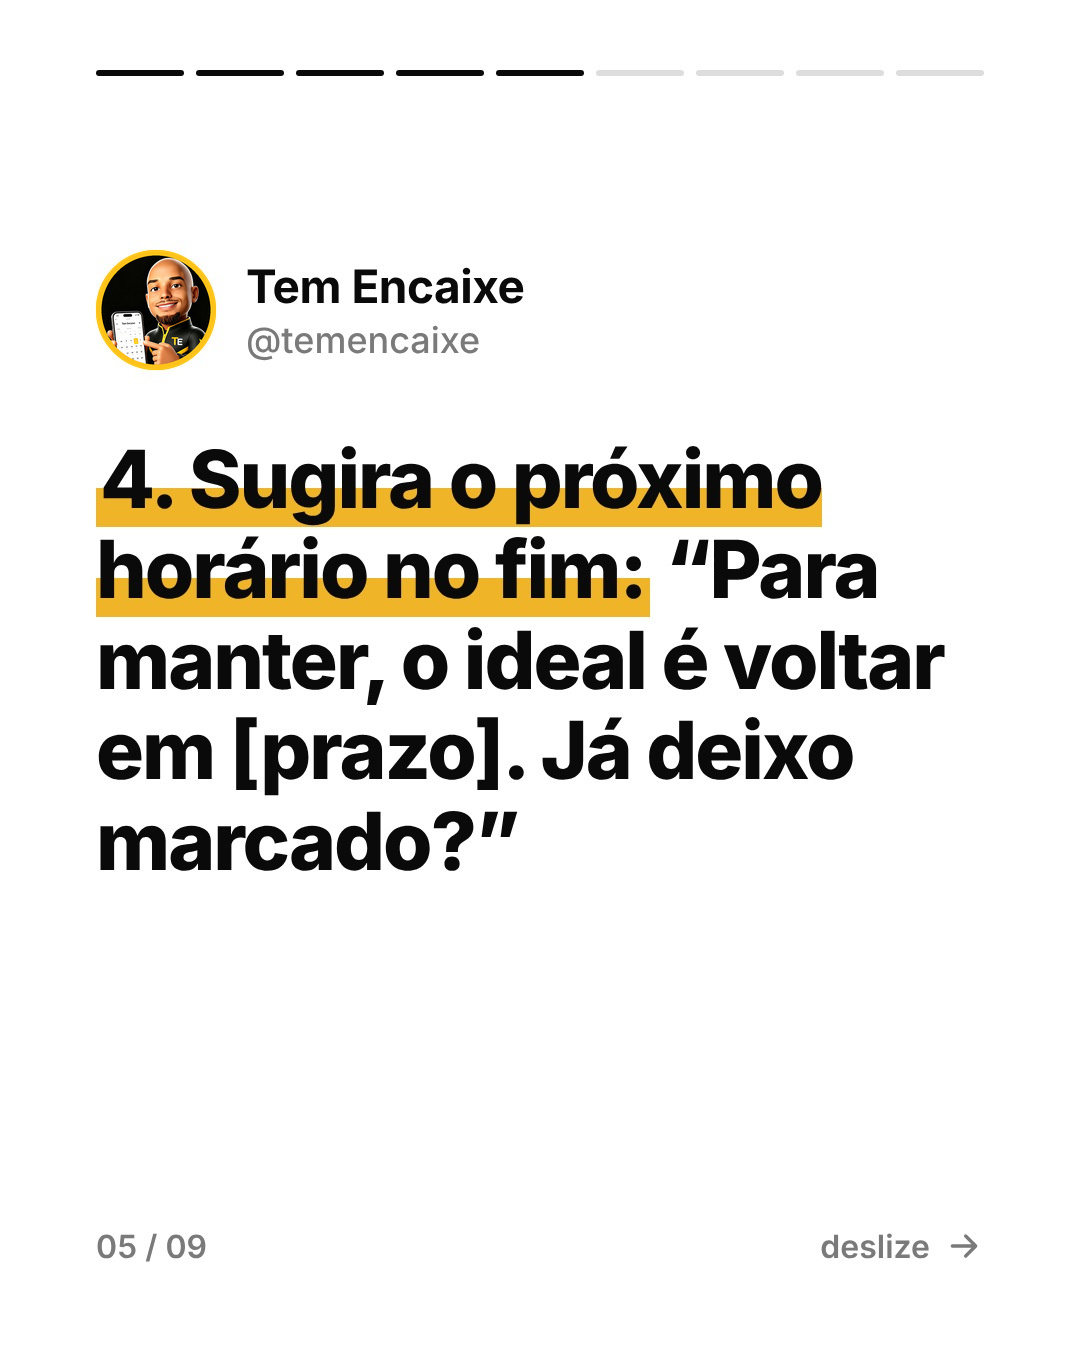 Tem Encaixe
@temencaixe
TE
4. Sugira o próximo
horário no fim: “Para
manter, o ideal é voltar
em [prazo]. Já deixo
marcado?”
05 / 09
deslize →